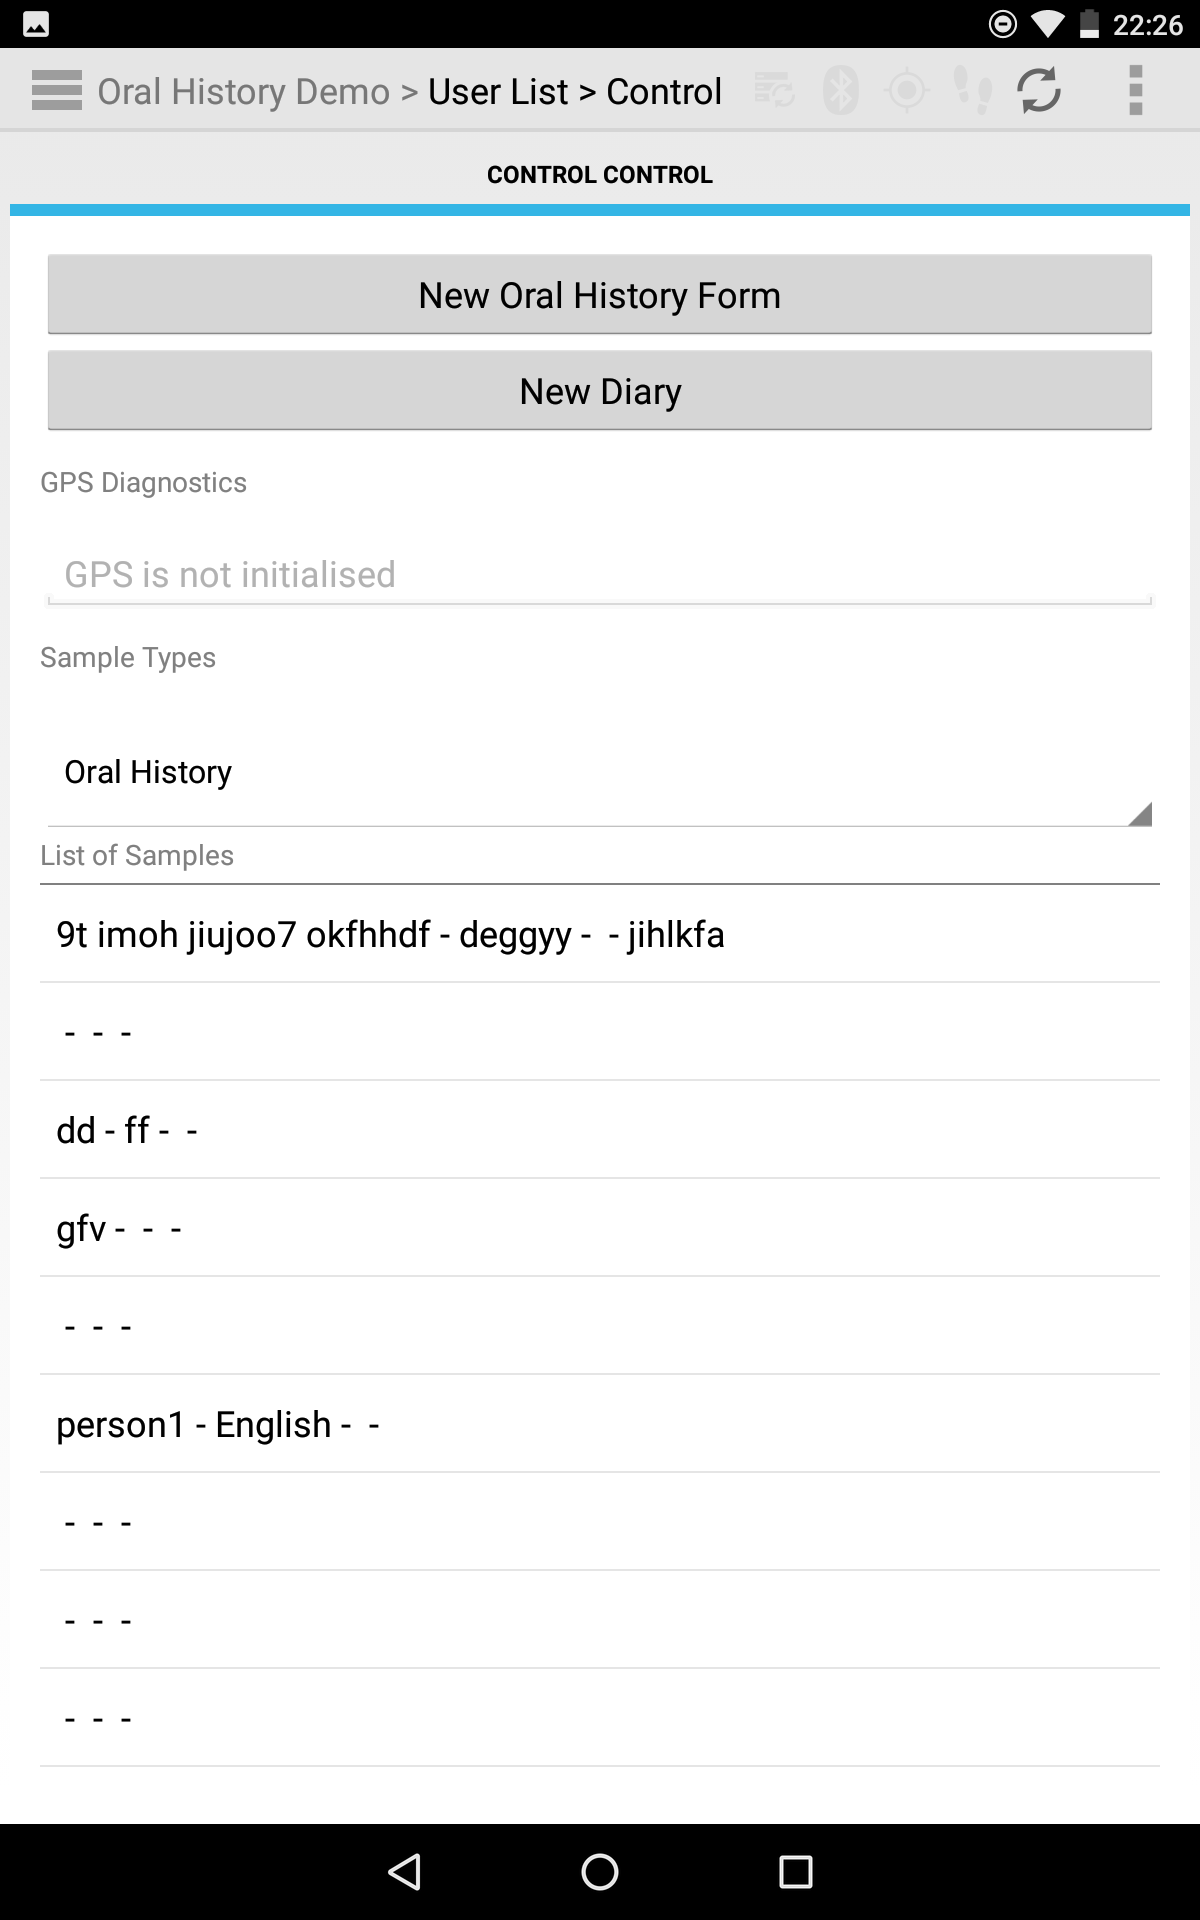 22:26
Oral History Demo > User List > Control
CONTROL CONTROL
New Oral History Form
New Diary
GPS Diagnostics
GPS is not initialised
Sample Types
Oral History
List of Samples
9t imoh jiujoo7 okfhhdf - deggyy -  - jihlkfa
-  -  -
dd - ff -  -
gfv -  -  -
-  -  -
person1 - English -  -
-  -  -
-  -  -
-  -  -